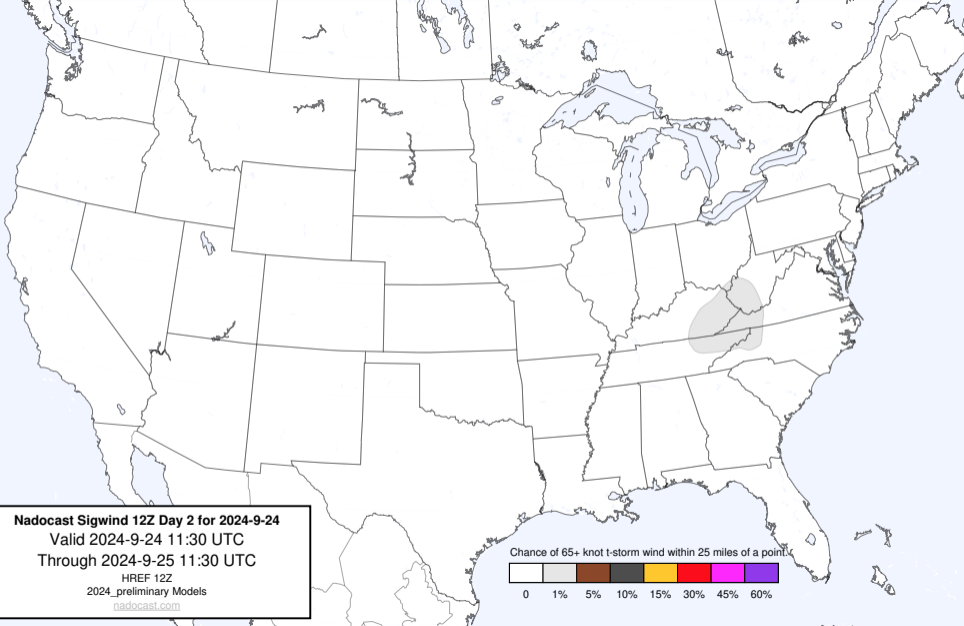 Nadocast Sigwind 12Z Day 2 for 2024-9-24
Valid 2024-9-24 11:30 UTC
Through 2024-9-25 11:30 UTC
HREF 12Z
2024_preliminary Models
nadocast.com
Chance of 65+ knot t-storm wind within 25 miles of a point.
0 1% 5% 10% 15% 30% 45% 60%